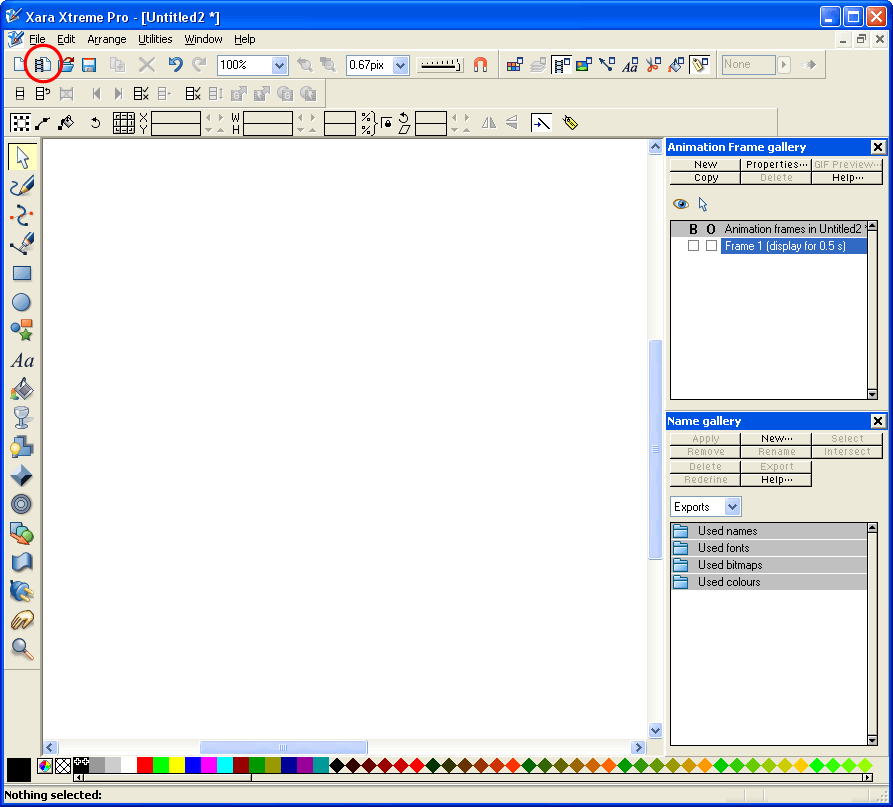 Xara Xtreme Pro - [Untitled2 *]
File Edit Arrange Utilities Window Help
100% 0.67pix None
X W %
Y H %
Animation Frame gallery
New Properties... GIF Preview...
Copy Delete Help...
B O Animation frames in Untitled2 *
Frame 1 (display for 0.5 s)
Aa
Name gallery
Apply New... Select
Remove Rename Intersect
Delete Export
Redefine Help...
Exports
Used names
Used fonts
Used bitmaps
Used colours
Nothing selected: